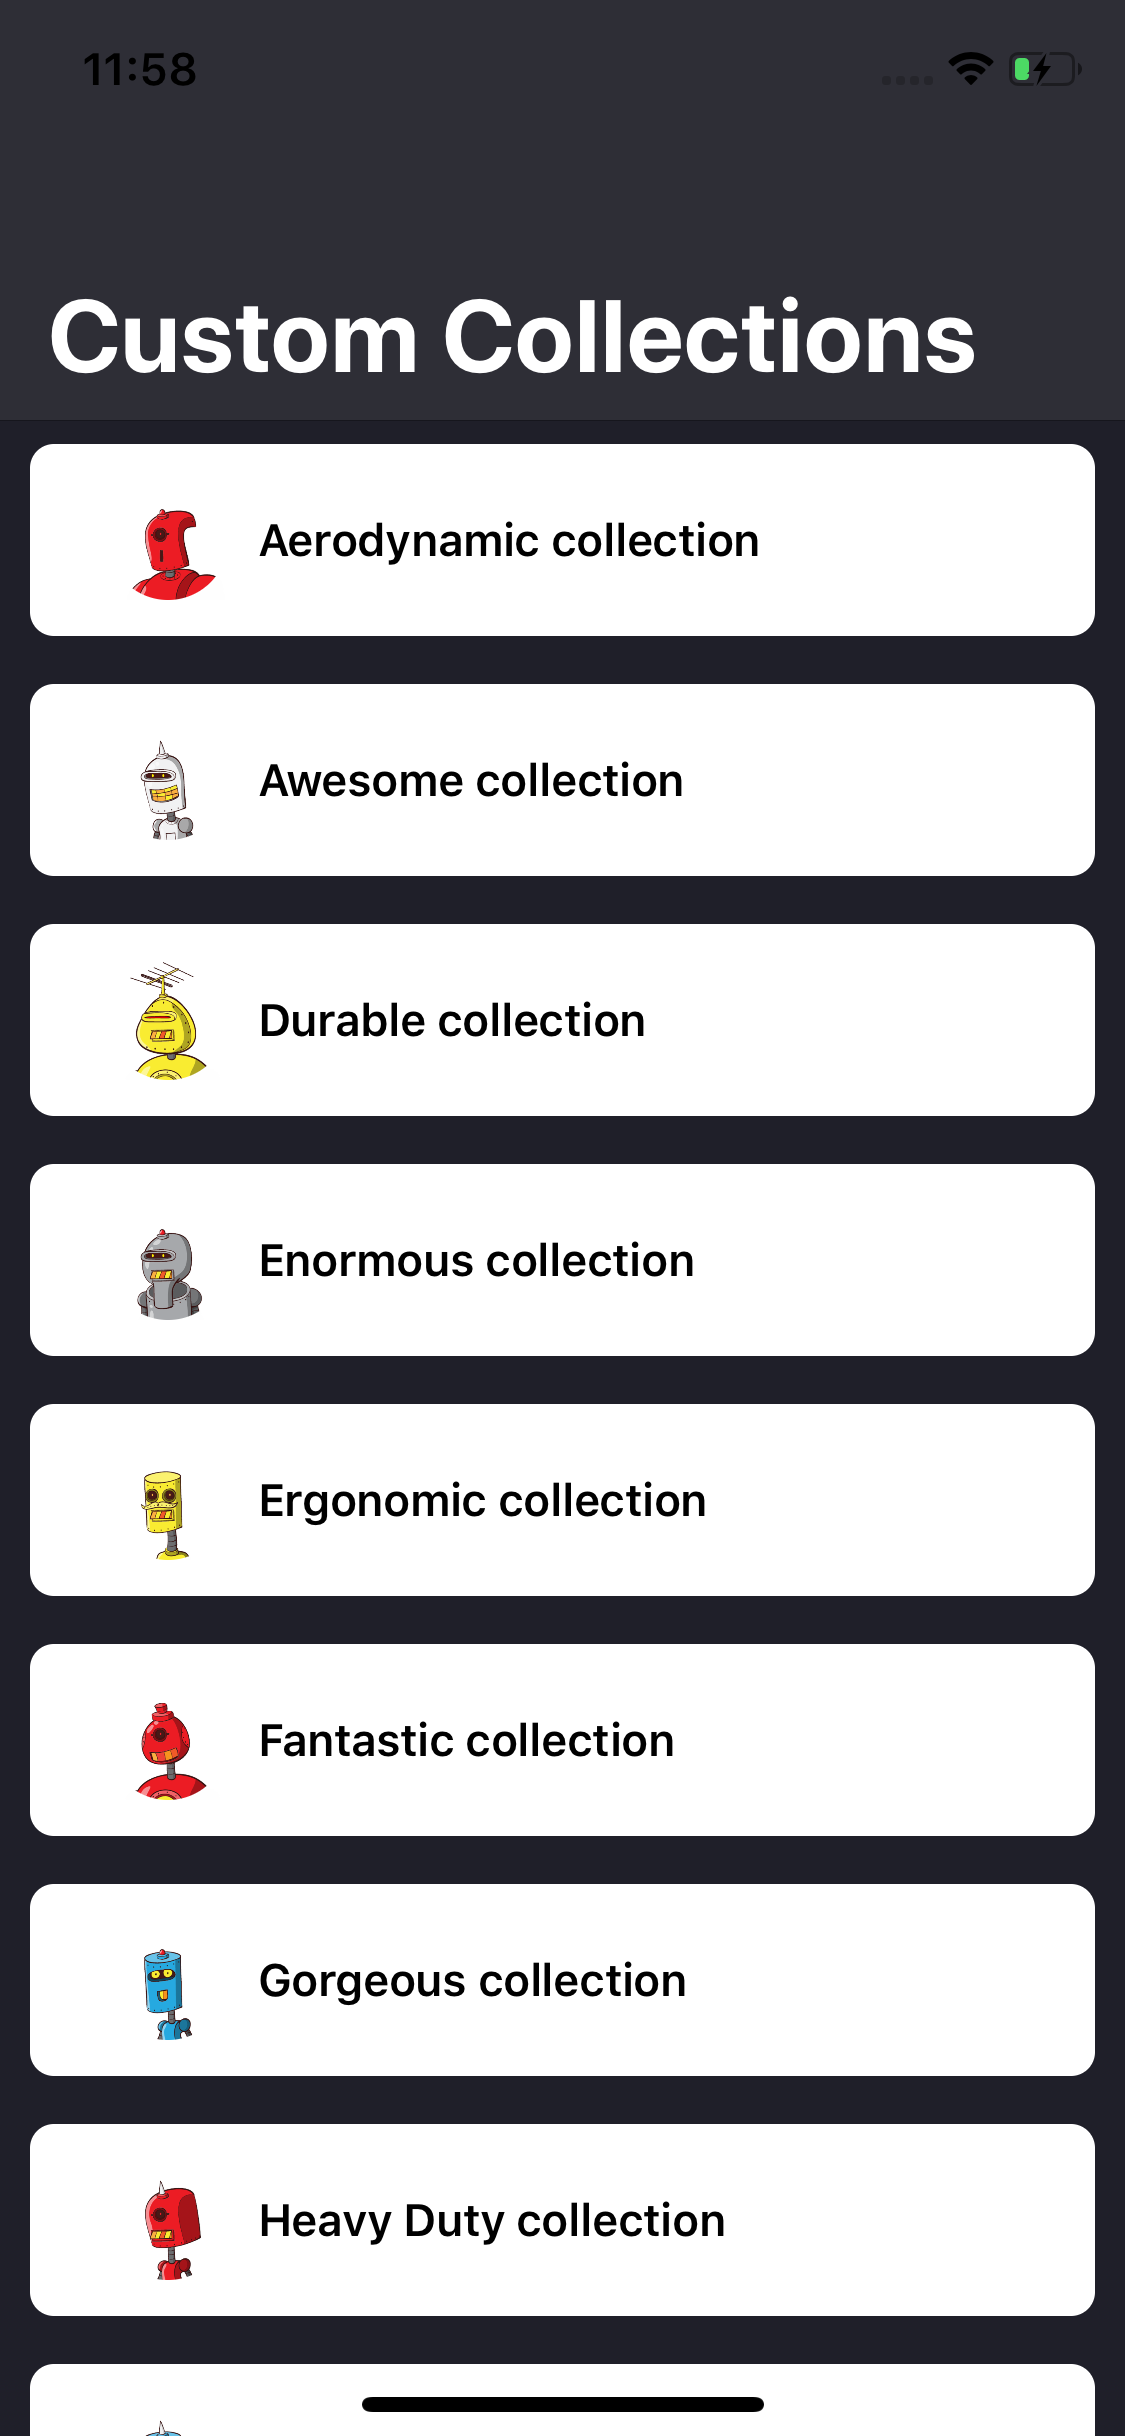 11:58
Custom Collections
Aerodynamic collection
Awesome collection
Durable collection
Enormous collection
Ergonomic collection
Fantastic collection
Gorgeous collection
Heavy Duty collection